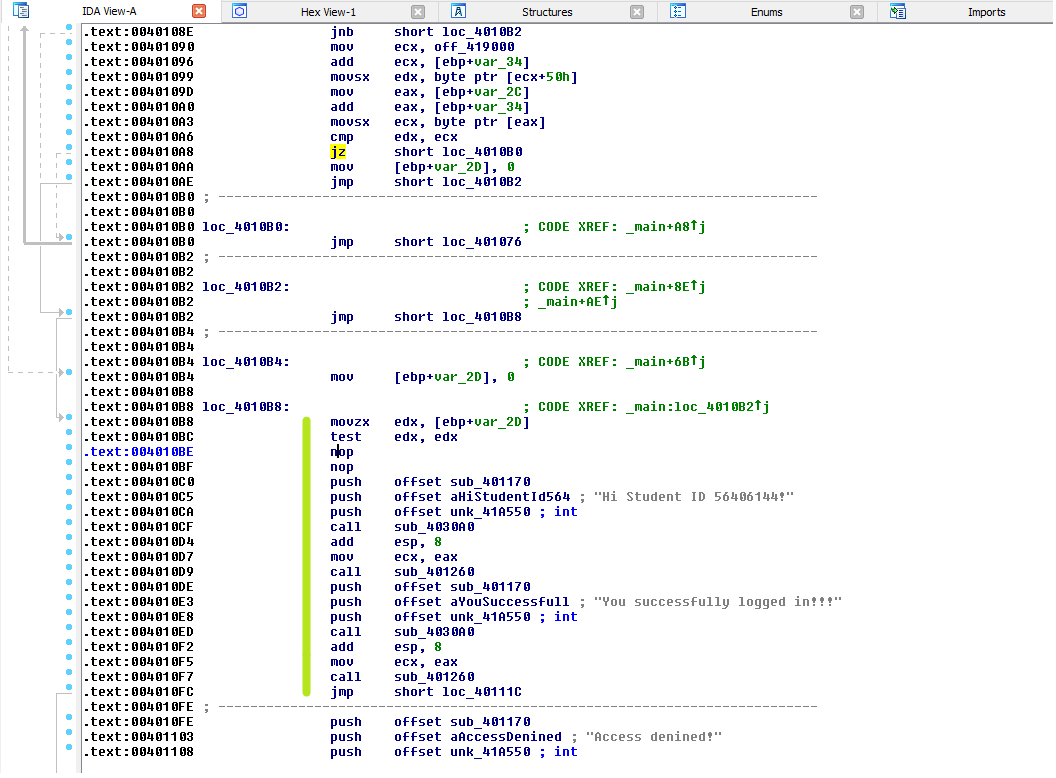 IDA View-A Hex View-1 Structures Enums Imports
.text:0040108E jnb short loc_4010B2
.text:00401090 mov ecx, off_419000
.text:00401096 add ecx, [ebp+var_34]
.text:00401099 movsx edx, byte ptr [ecx+50h]
.text:0040109D mov eax, [ebp+var_2C]
.text:004010A0 add eax, [ebp+var_34]
.text:004010A3 movsx ecx, byte ptr [eax]
.text:004010A6 cmp edx, ecx
.text:004010A8 jz short loc_4010B0
.text:004010AA mov [ebp+var_2D], 0
.text:004010AE jmp short loc_4010B2
.text:004010B0 ; ---------------------------------------------------------------------------
.text:004010B0
.text:004010B0 loc_4010B0: ; CODE XREF: _main+A8↑j
.text:004010B0 jmp short loc_401076
.text:004010B2 ; ---------------------------------------------------------------------------
.text:004010B2
.text:004010B2 loc_4010B2: ; CODE XREF: _main+8E↑j
.text:004010B2 ; _main+AE↑j
.text:004010B2 jmp short loc_4010B8
.text:004010B4 ; ---------------------------------------------------------------------------
.text:004010B4
.text:004010B4 loc_4010B4: ; CODE XREF: _main+6B↑j
.text:004010B4 mov [ebp+var_2D], 0
.text:004010B8
.text:004010B8 loc_4010B8: ; CODE XREF: _main:loc_4010B2↑j
.text:004010B8 movzx edx, [ebp+var_2D]
.text:004010BC test edx, edx
.text:004010BE nop
.text:004010BF nop
.text:004010C0 push offset sub_401170
.text:004010C5 push offset aHiStudentId564 ; "Hi Student ID 56406144!"
.text:004010CA push offset unk_41A550 ; int
.text:004010CF call sub_4030A0
.text:004010D4 add esp, 8
.text:004010D7 mov ecx, eax
.text:004010D9 call sub_401260
.text:004010DE push offset sub_401170
.text:004010E3 push offset aYouSuccessfull ; "You successfully logged in!!!"
.text:004010E8 push offset unk_41A550 ; int
.text:004010ED call sub_4030A0
.text:004010F2 add esp, 8
.text:004010F5 mov ecx, eax
.text:004010F7 call sub_401260
.text:004010FC jmp short loc_40111C
.text:004010FE ; ---------------------------------------------------------------------------
.text:004010FE push offset sub_401170
.text:00401103 push offset aAccessDenined ; "Access denined!"
.text:00401108 push offset unk_41A550 ; int